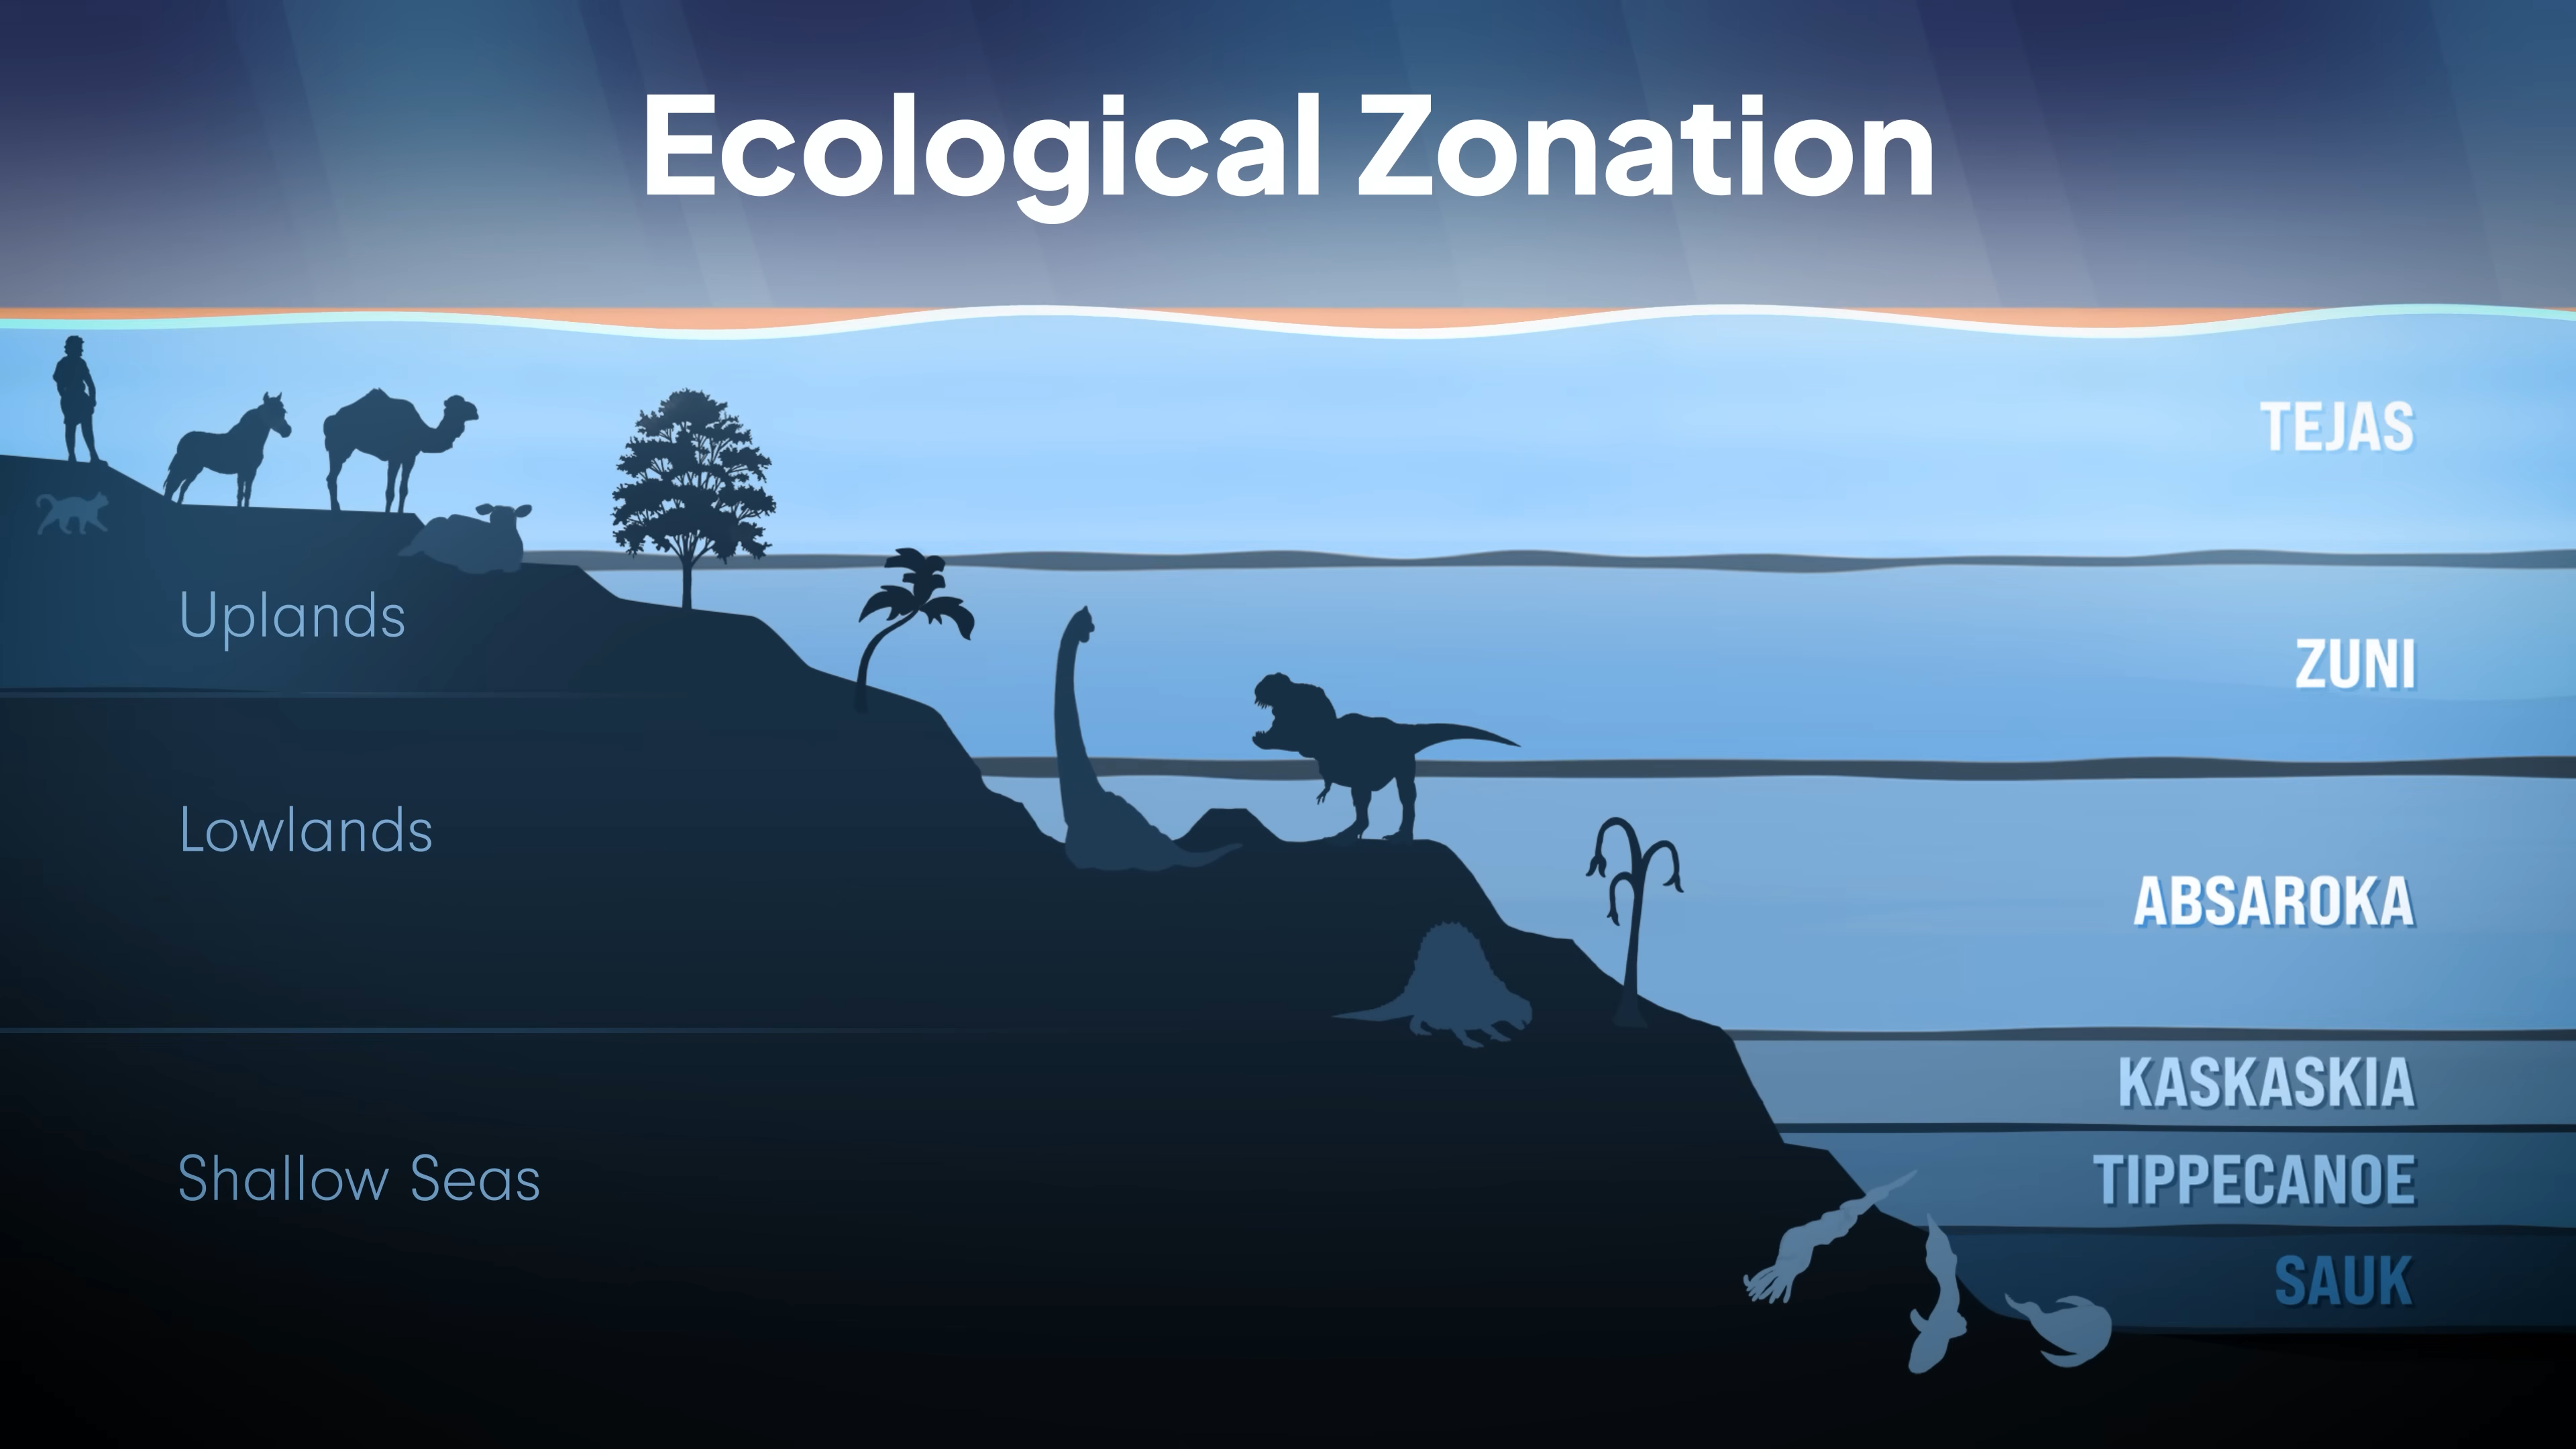 Ecological Zonation
TEJAS
Uplands
ZUNI
Lowlands
ABSAROKA
KASKASKIA
Shallow Seas
TIPPECANOE
SAUK